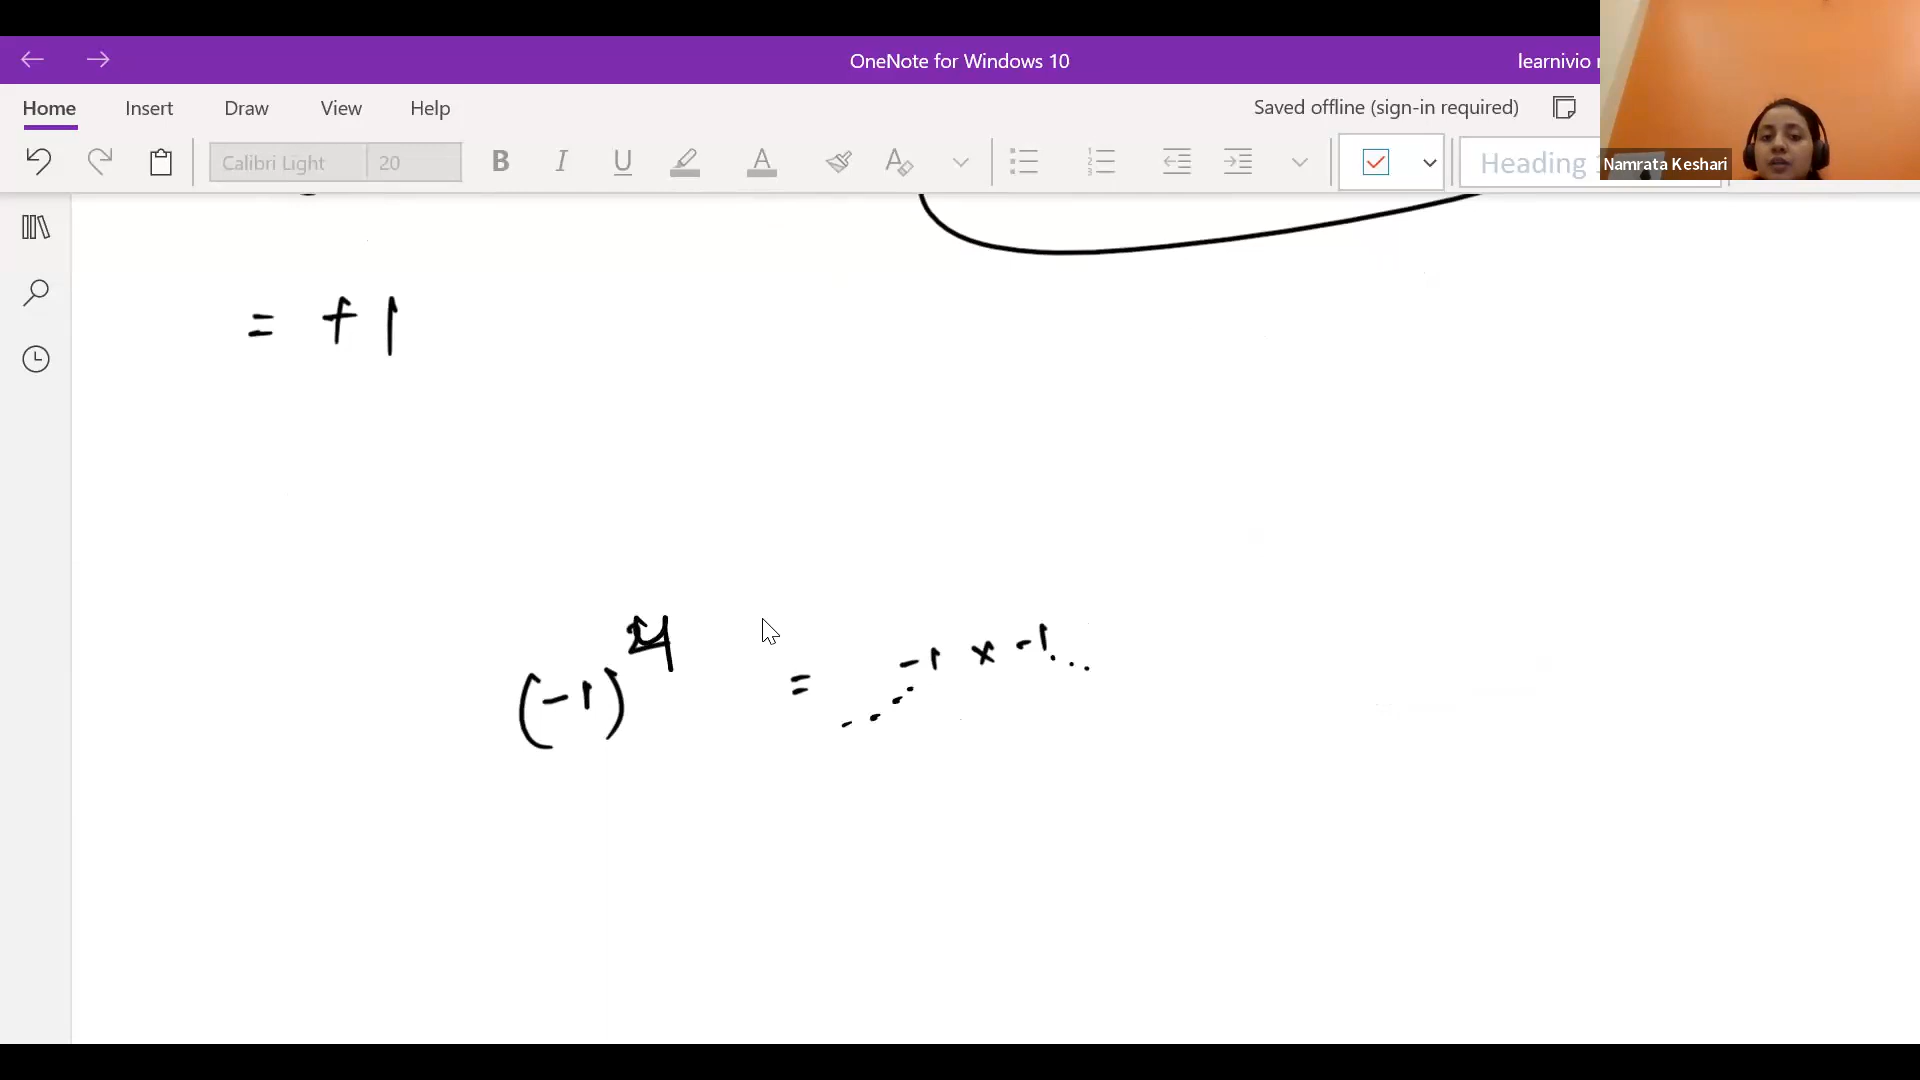 OneNote for Windows 10
learnivio
Home Insert Draw View Help
Saved offline (sign-in required)
Calibri Light 20
B I U A A
Heading
Namrata Keshari
= + 1
(-1)^4 = -1 × -1...